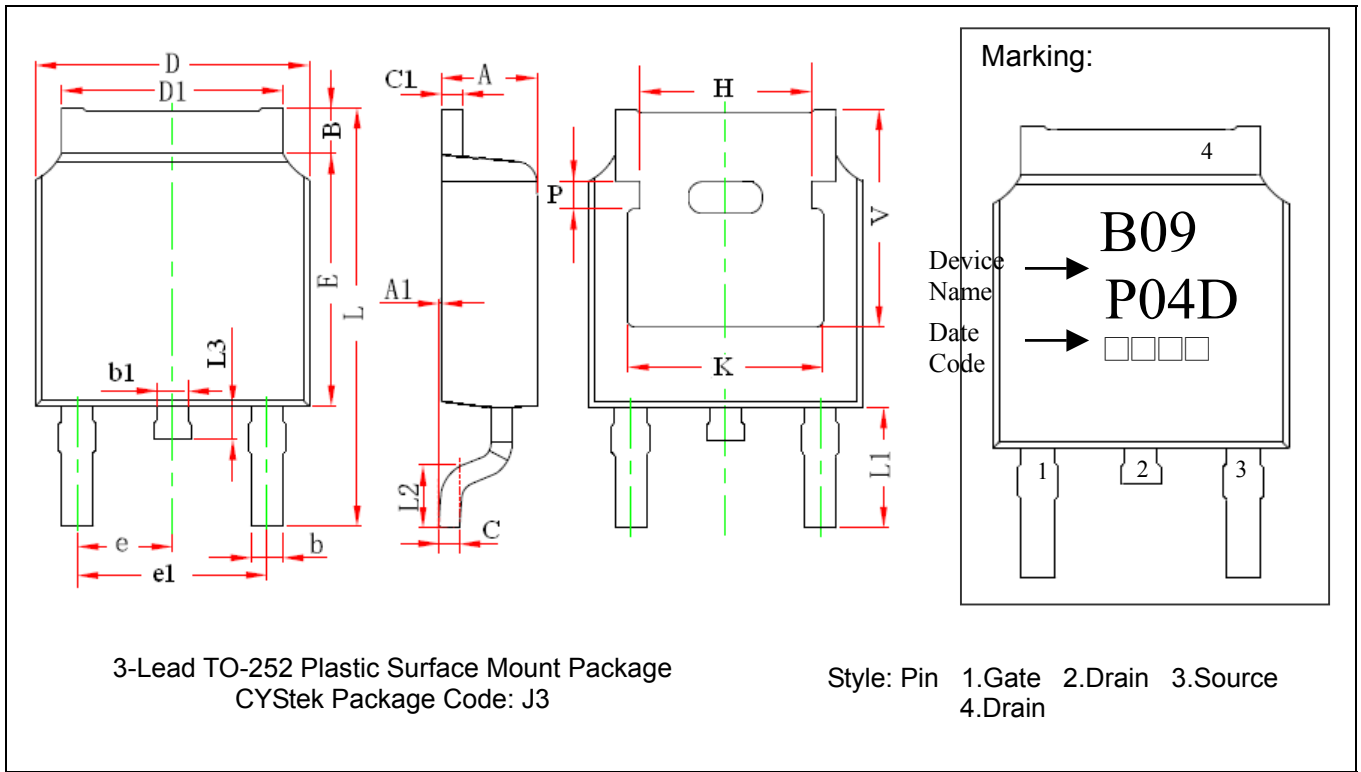 D
D1
B
E
L
L3
b1
e
e1
b
C1
A
A1
L2
C
H
P
V
K
L1
Marking:
4
B09
P04D
Device
Name
Date
Code
□□□□
1
2
3
3-Lead TO-252 Plastic Surface Mount Package
CYStek Package Code: J3
Style: Pin 1.Gate 2.Drain 3.Source
4.Drain